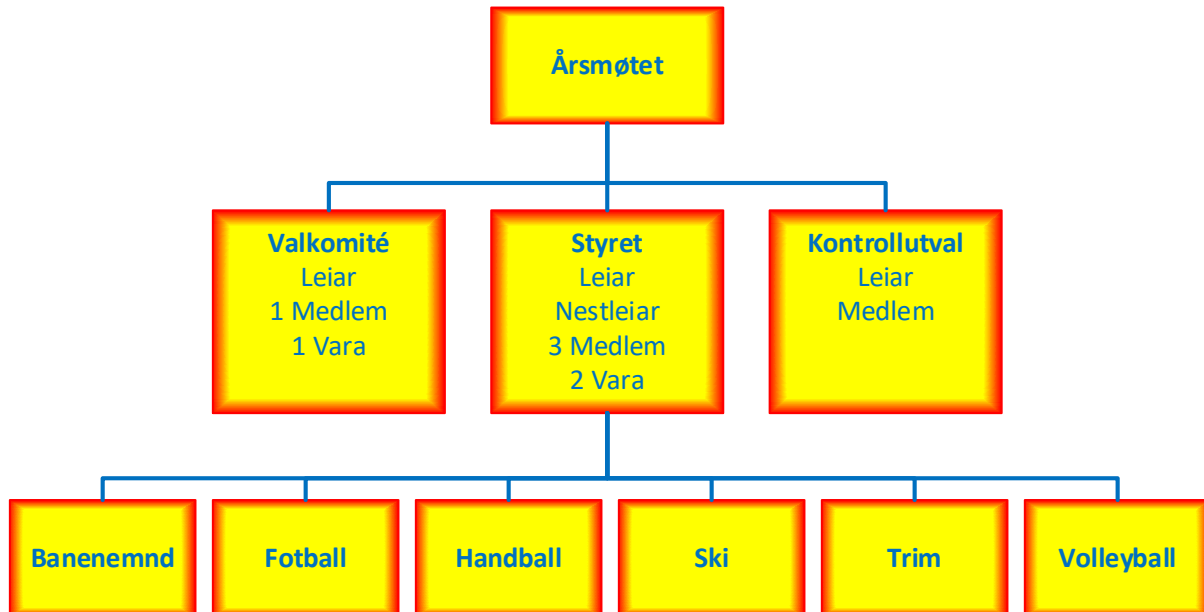 Årsmøtet
Valkomité
Leiar
1 Medlem
1 Vara
Styret
Leiar
Nestleiar
3 Medlem
2 Vara
Kontrollutval
Leiar
Medlem
Banenemnd
Fotball
Handball
Ski
Trim
Volleyball